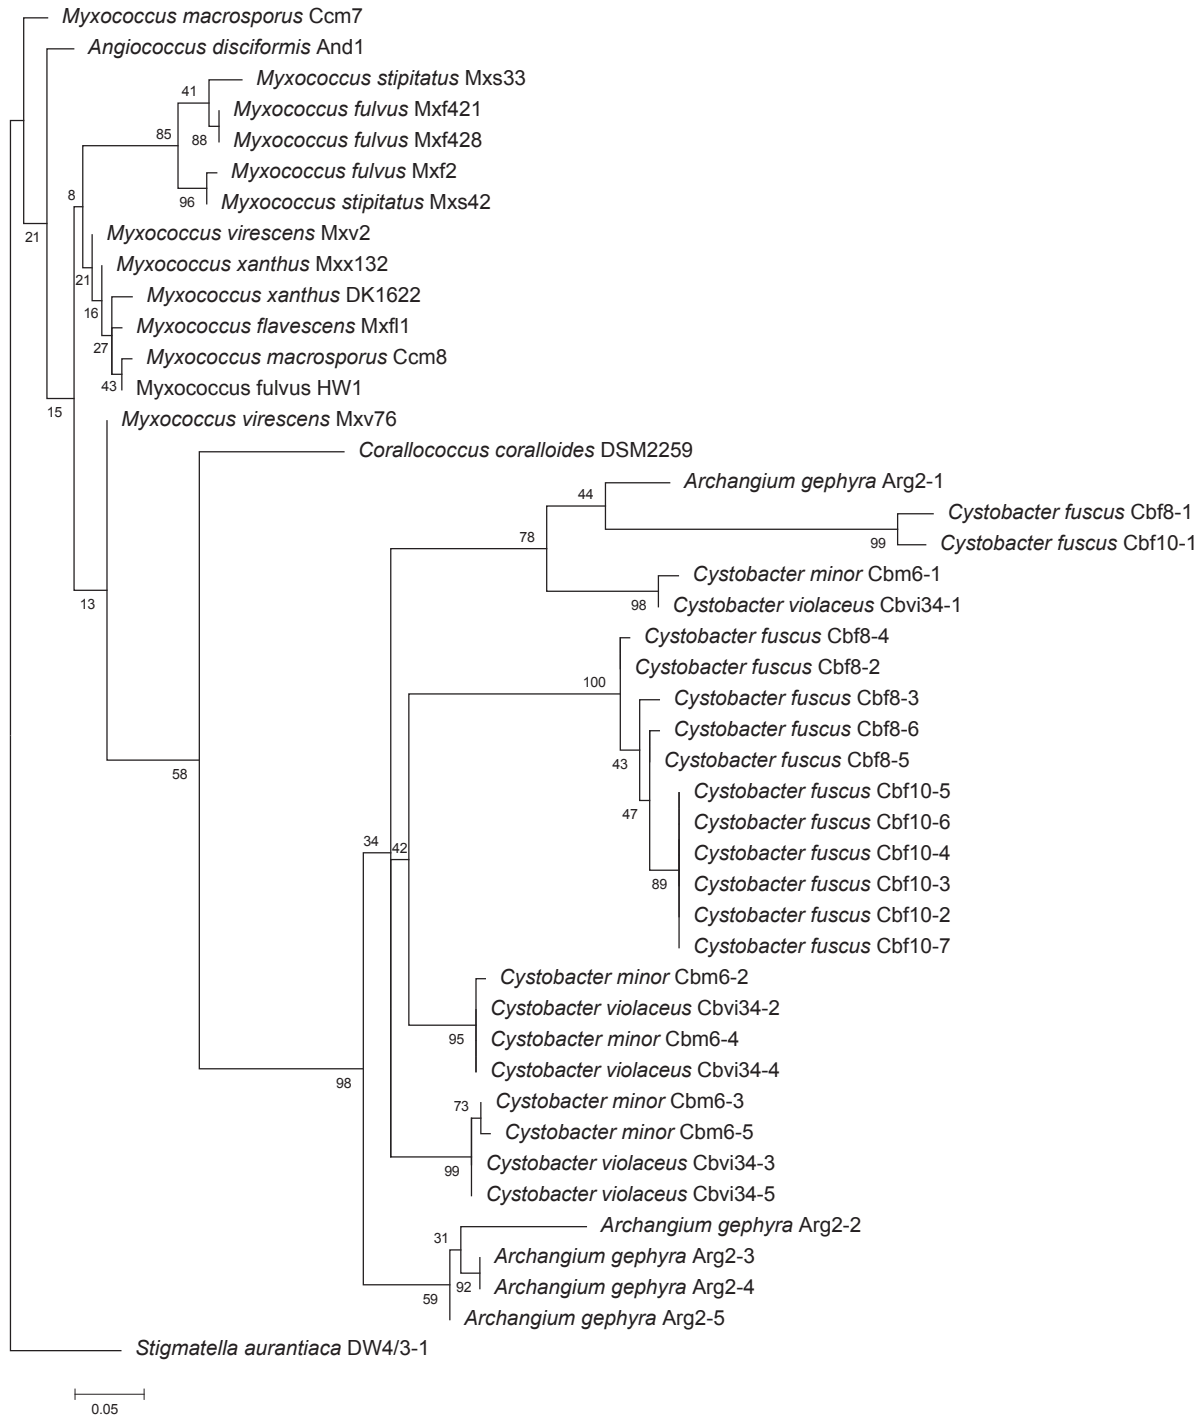 Myxococcus macrosporus Ccm7
Angiococcus disciformis And1
Myxococcus stipitatus Mxs33
41
Myxococcus fulvus Mxf421
85
88
Myxococcus fulvus Mxf428
Myxococcus fulvus Mxf2
8
96
Myxococcus stipitatus Mxs42
21
Myxococcus virescens Mxv2
Myxococcus xanthus Mxx132
21
Myxococcus xanthus DK1622
16
Myxococcus flavescens Mxfl1
27
Myxococcus macrosporus Ccm8
43
Myxococcus fulvus HW1
15
Myxococcus virescens Mxv76
Corallococcus coralloides DSM2259
Archangium gephyra Arg2-1
44
Cystobacter fuscus Cbf8-1
78
99
Cystobacter fuscus Cbf10-1
Cystobacter minor Cbm6-1
13
98
Cystobacter violaceus Cbvi34-1
Cystobacter fuscus Cbf8-4
Cystobacter fuscus Cbf8-2
100
Cystobacter fuscus Cbf8-3
Cystobacter fuscus Cbf8-6
43
Cystobacter fuscus Cbf8-5
58
Cystobacter fuscus Cbf10-5
47
Cystobacter fuscus Cbf10-6
34
42
Cystobacter fuscus Cbf10-4
89
Cystobacter fuscus Cbf10-3
Cystobacter fuscus Cbf10-2
Cystobacter fuscus Cbf10-7
Cystobacter minor Cbm6-2
Cystobacter violaceus Cbvi34-2
95
Cystobacter minor Cbm6-4
Cystobacter violaceus Cbvi34-4
98
73
Cystobacter minor Cbm6-3
Cystobacter minor Cbm6-5
99
Cystobacter violaceus Cbvi34-3
Cystobacter violaceus Cbvi34-5
Archangium gephyra Arg2-2
31
Archangium gephyra Arg2-3
92
Archangium gephyra Arg2-4
59
Archangium gephyra Arg2-5
Stigmatella aurantiaca DW4/3-1
0.05